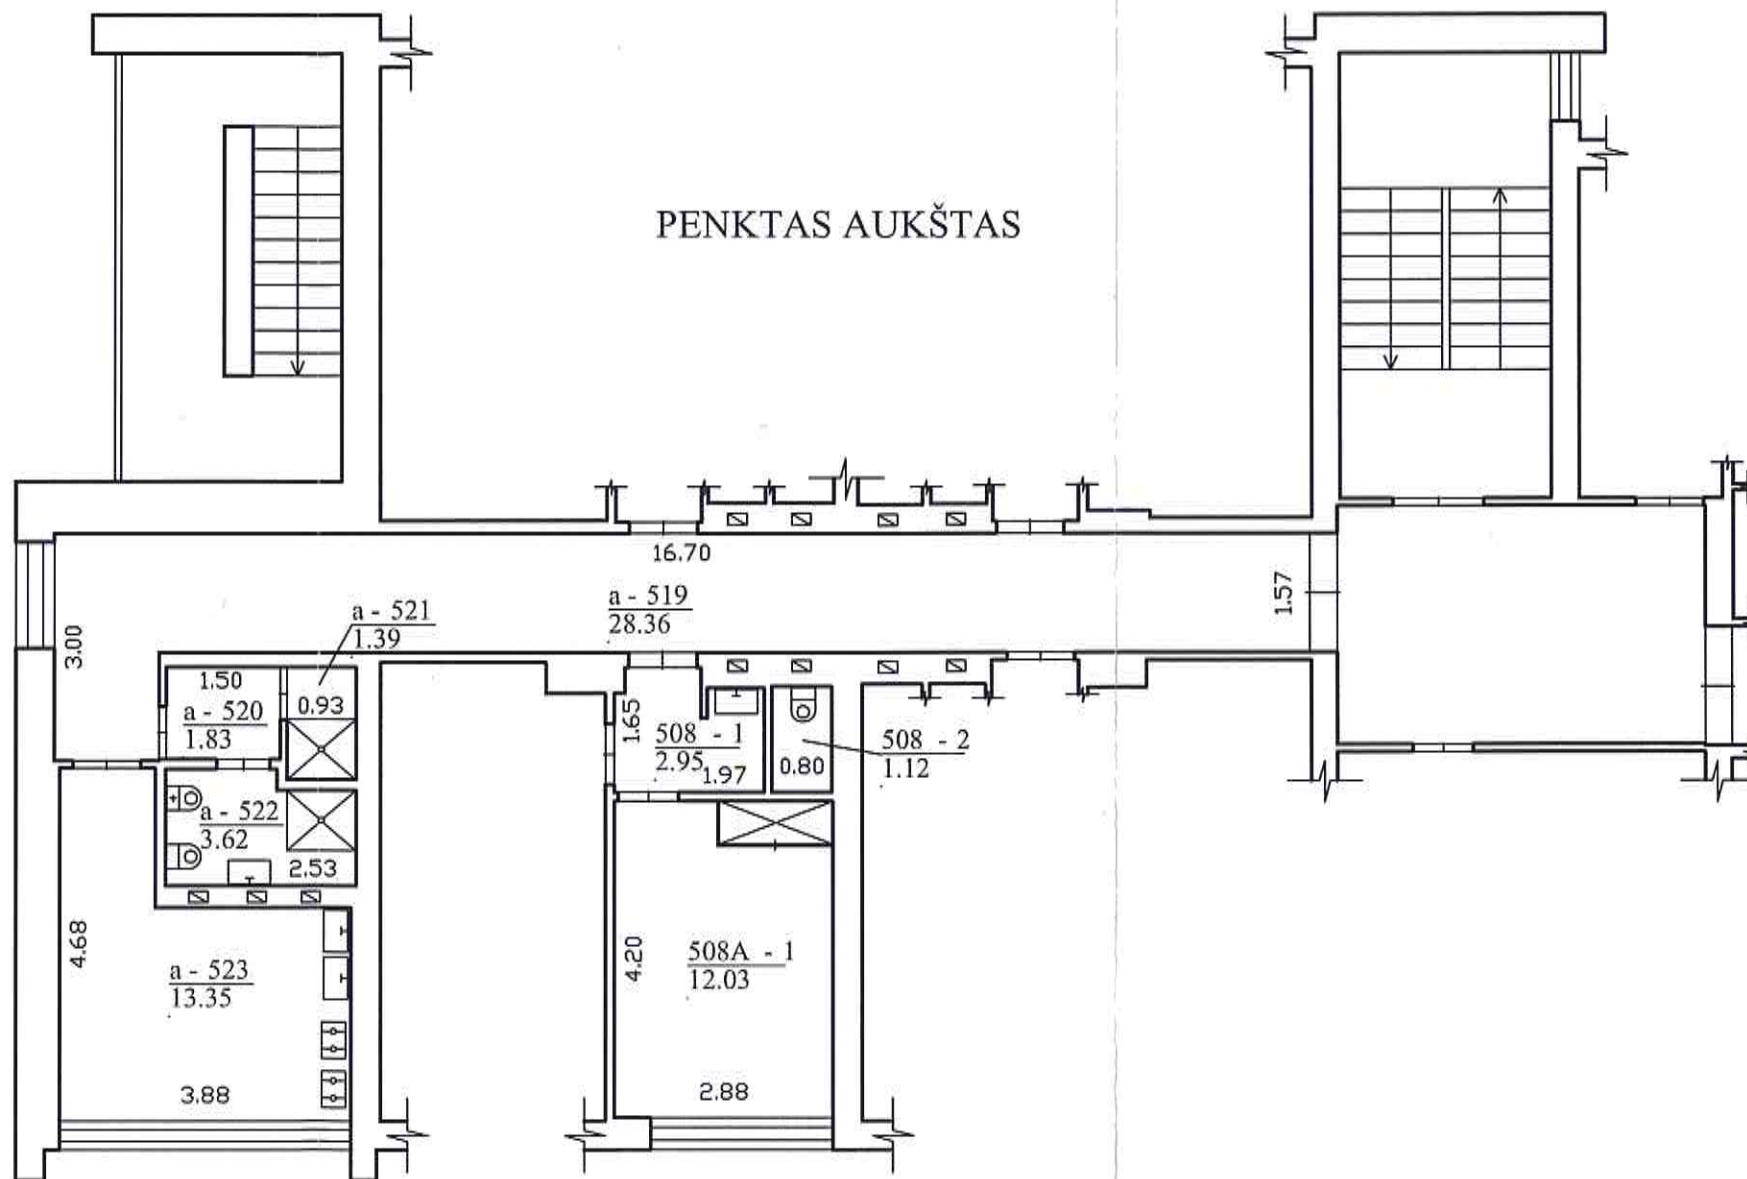 PENKTAS AUKŠTAS
16.70
a - 519
28.36
1.57
3.00
a - 521
1.39
1.50
0.93
a - 520
1.83
1.65
508 - 1
2.95
1.97
0.80
508 - 2
1.12
a - 522
3.62
2.53
4.68
a - 523
13.35
3.88
4.20
508A - 1
12.03
2.88